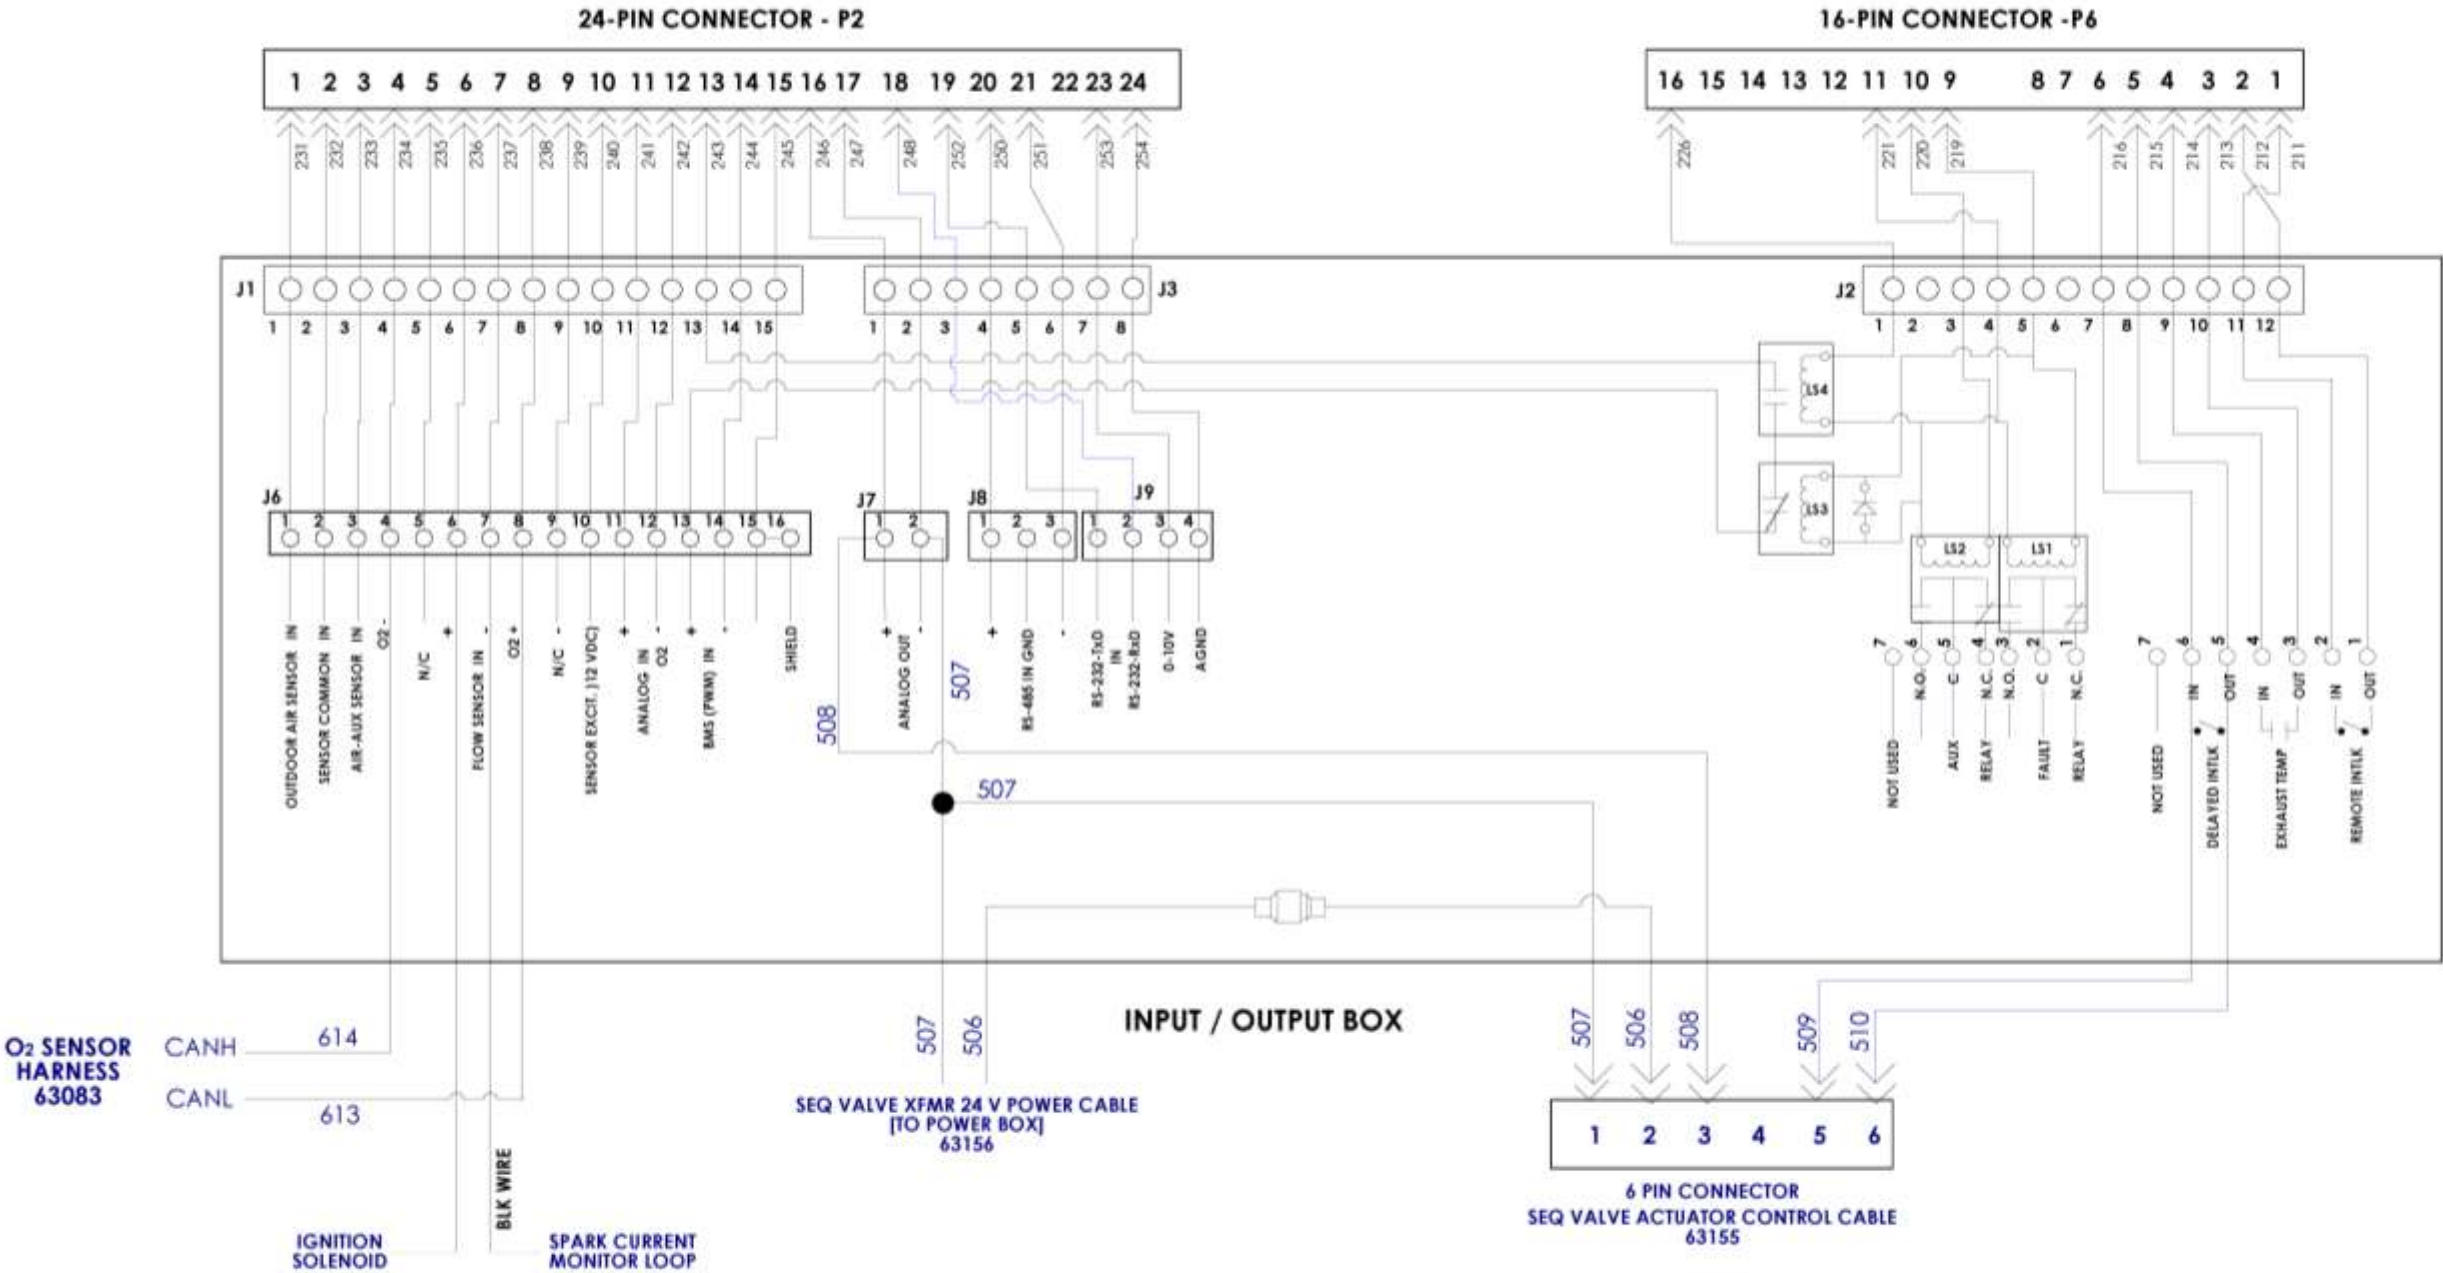 24-PIN CONNECTOR - P2
16-PIN CONNECTOR -P6
1 2 3 4 5 6 7 8 9 10 11 12 13 14 15 16 17 18 19 20 21 22 23 24
16 15 14 13 12 11 10 9 8 7 6 5 4 3 2 1
231 232 233 234 235 236 237 238 239 240 241 242 243 244 245 246 247 248 252 250 251 253 254
226 221 220 219 216 215 214 213 212 211
J1
J3
J2
1 2 3 4 5 6 7 8 9 10 11 12 13 14 15
1 2 3 4 5 6 7 8
1 2 3 4 5 6 7 8 9 10 11 12
LS4
LS3
J6
J7
J8
J9
1 2 3 4 5 6 7 8 9 10 11 12 13 14 15 16
1 2
1 2 3
1 2 3 4
LS2
LS1
OUTDOOR AIR SENSOR IN
SENSOR COMMON IN
AIR-AUX SENSOR IN
O2 -
N/C
+
FLOW SENSOR IN
-
O2 +
N/C -
SENSOR EXCIT. )12 VDC)
+
ANALOG IN
-
O2
+
BMS (PWM) IN
-
SHIELD
+
ANALOG OUT
-
+
RS-485 IN GND
-
RS-232-TxD
IN
RS-232-RxD
0-10V
AGND
7 6 5 4 3 2 1
N.O. C N.C. N.O. C N.C.
NOT USED
AUX
RELAY
FAULT
RELAY
7 6 5 4 3 2 1
IN OUT IN OUT IN OUT
NOT USED
DELAYED INTLK
EXHAUST TEMP
REMOTE INTLK
508
507
507
INPUT / OUTPUT BOX
507
506
507
506
508
509
510
O2 SENSOR
HARNESS
63083
CANH
614
CANL
613
SEQ VALVE XFMR 24 V POWER CABLE
[TO POWER BOX]
63156
1 2 3 4 5 6
6 PIN CONNECTOR
SEQ VALVE ACTUATOR CONTROL CABLE
63155
BLK WIRE
IGNITION
SOLENOID
SPARK CURRENT
MONITOR LOOP